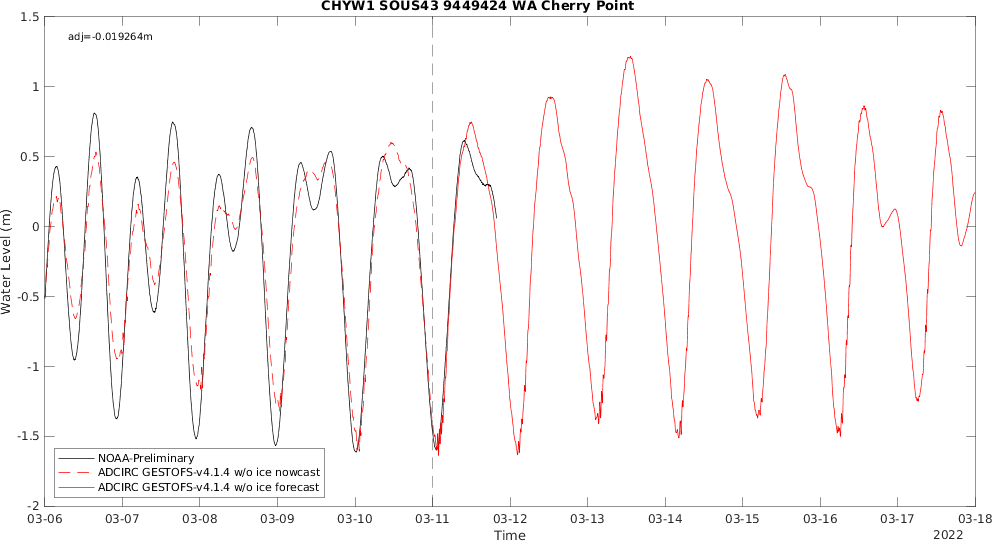 CHYW1 SOUS43 9449424 WA Cherry Point
adj=-0.019264m
1.5
1
0.5
0
-0.5
-1
-1.5
-2
Water Level (m)
NOAA-Preliminary
ADCIRC GESTOFS-v4.1.4 w/o ice nowcast
ADCIRC GESTOFS-v4.1.4 w/o ice forecast
03-06 03-07 03-08 03-09 03-10 03-11 03-12 03-13 03-14 03-15 03-16 03-17 03-18
Time
2022